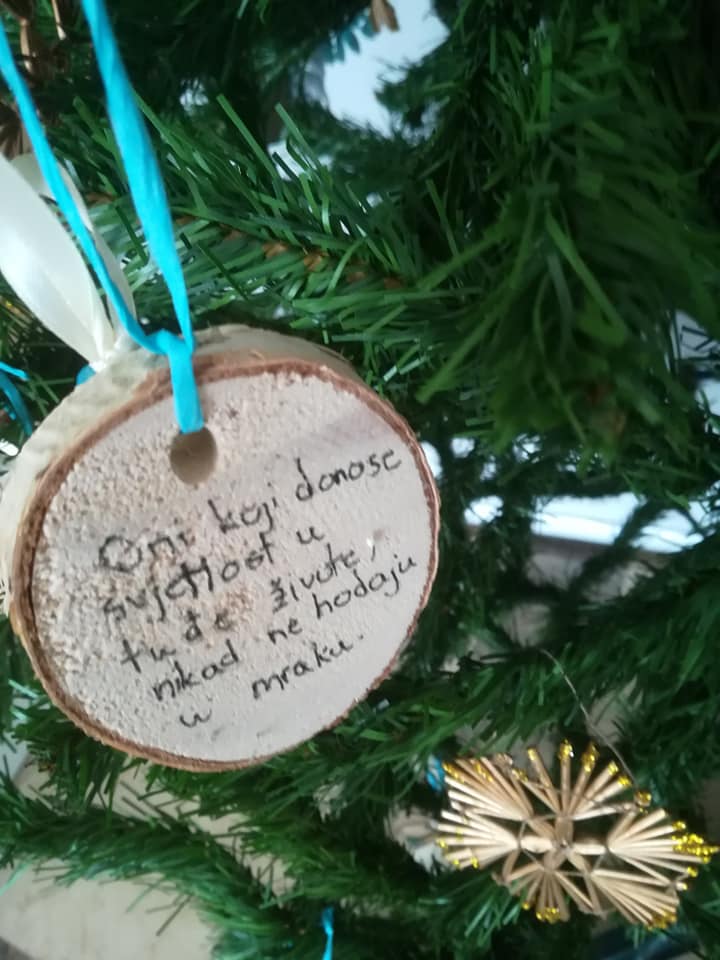 Oni koji donose
svjetlost u
tuđe živote,
nikad ne hodaju
u mraku.